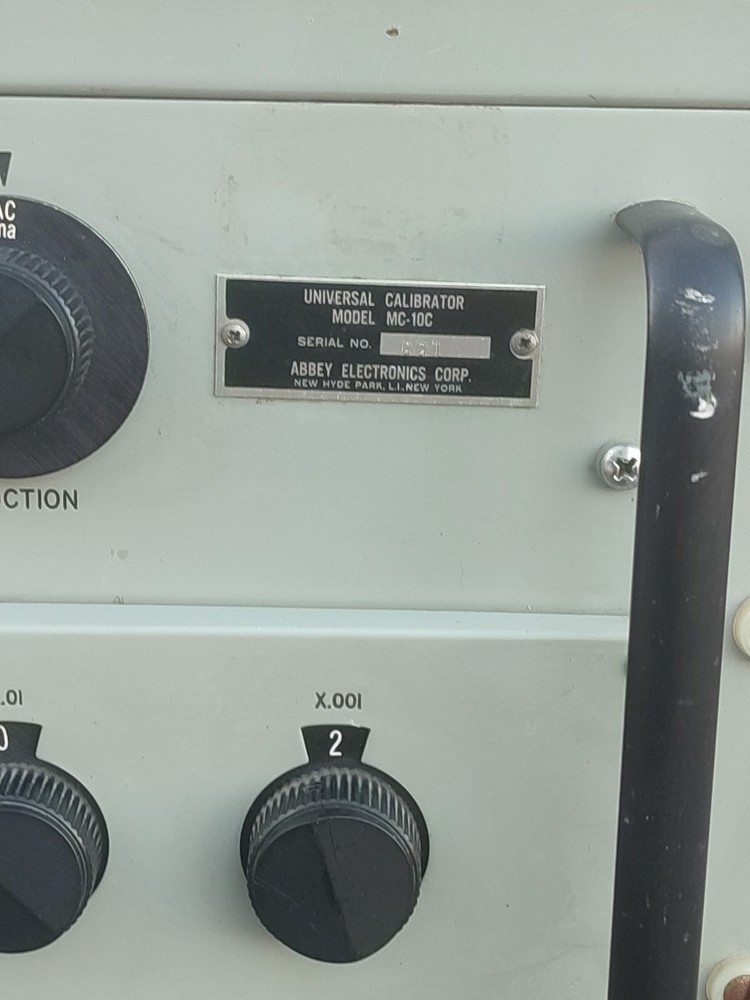 AC
ma
UNIVERSAL CALIBRATOR
MODEL MC-10C
SERIAL NO.
ABBEY ELECTRONICS CORP.
NEW HYDE PARK, L.I. NEW YORK
CTION
.01
X.001
0
2